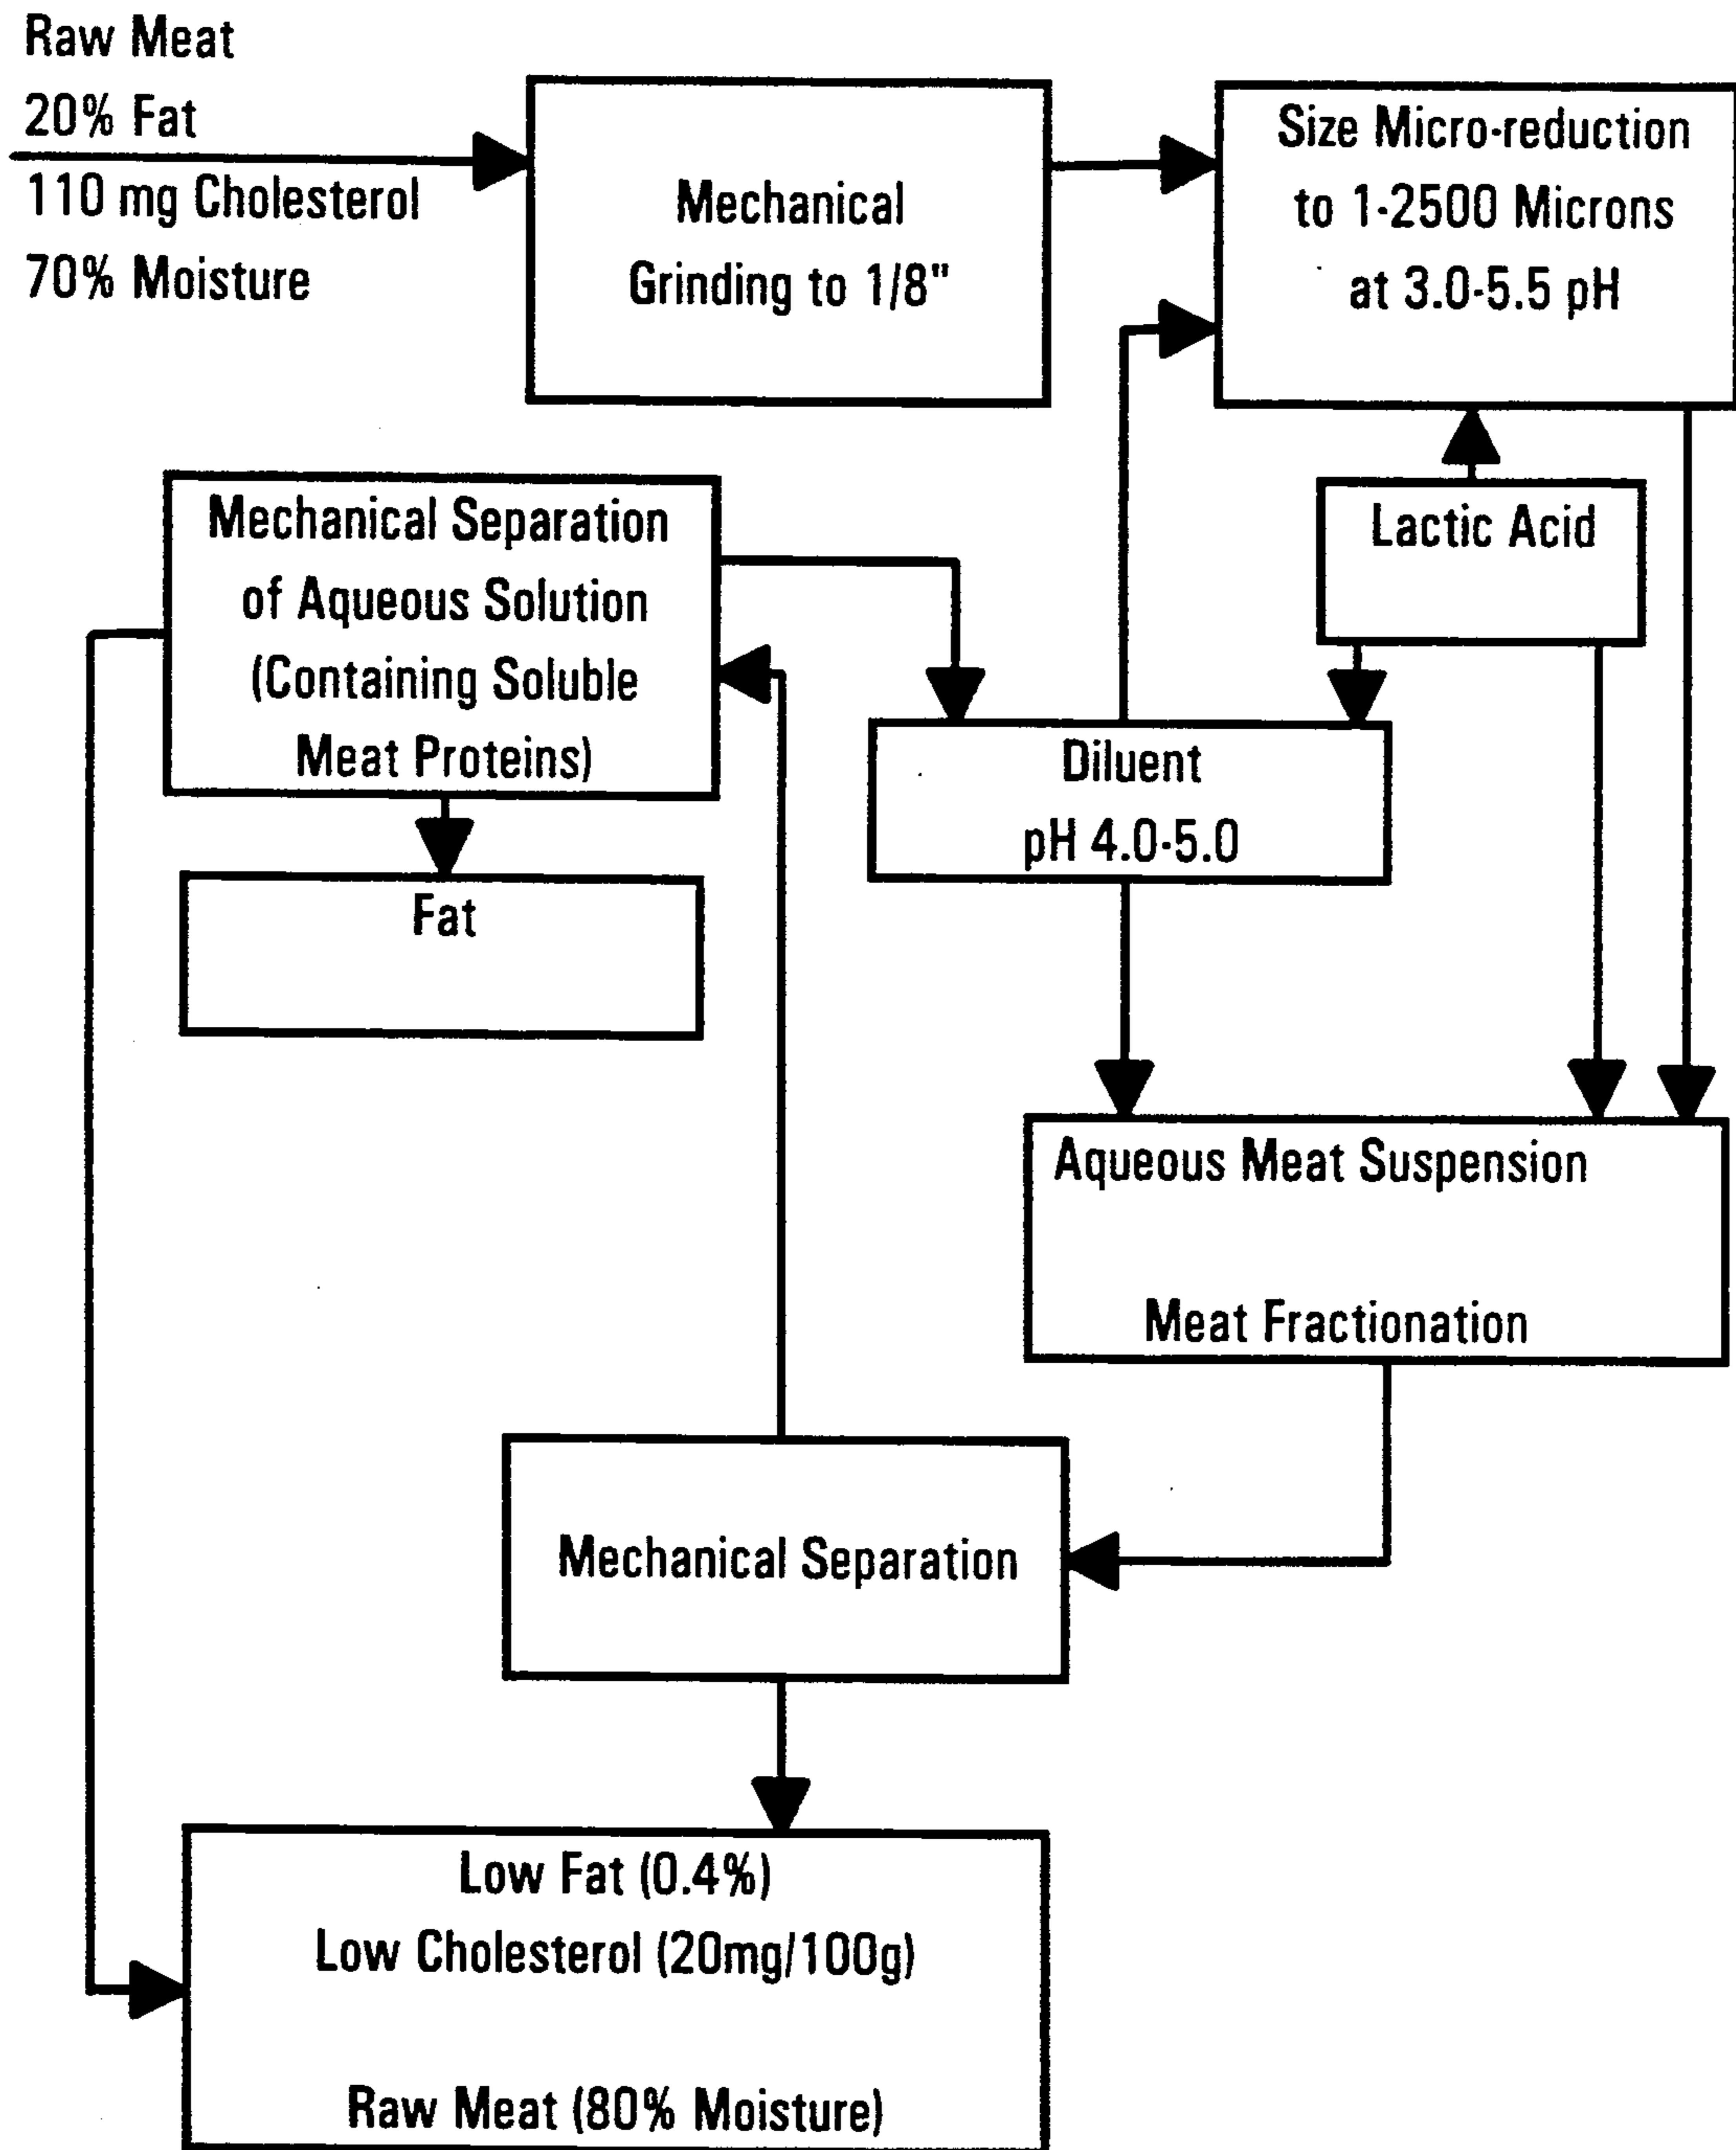 Raw Meat
20% Fat
110 mg Cholesterol
70% Moisture
Mechanical
Grinding to 1/8"
Size Micro-reduction
to 1-2500 Microns
at 3.0-5.5 pH
Mechanical Separation
of Aqueous Solution
(Containing Soluble
Meat Proteins)
Lactic Acid
Diluent
pH 4.0-5.0
Fat
Aqueous Meat Suspension
Meat Fractionation
Mechanical Separation
Low Fat (0.4%)
Low Cholesterol (20mg/100g)
Raw Meat (80% Moisture)